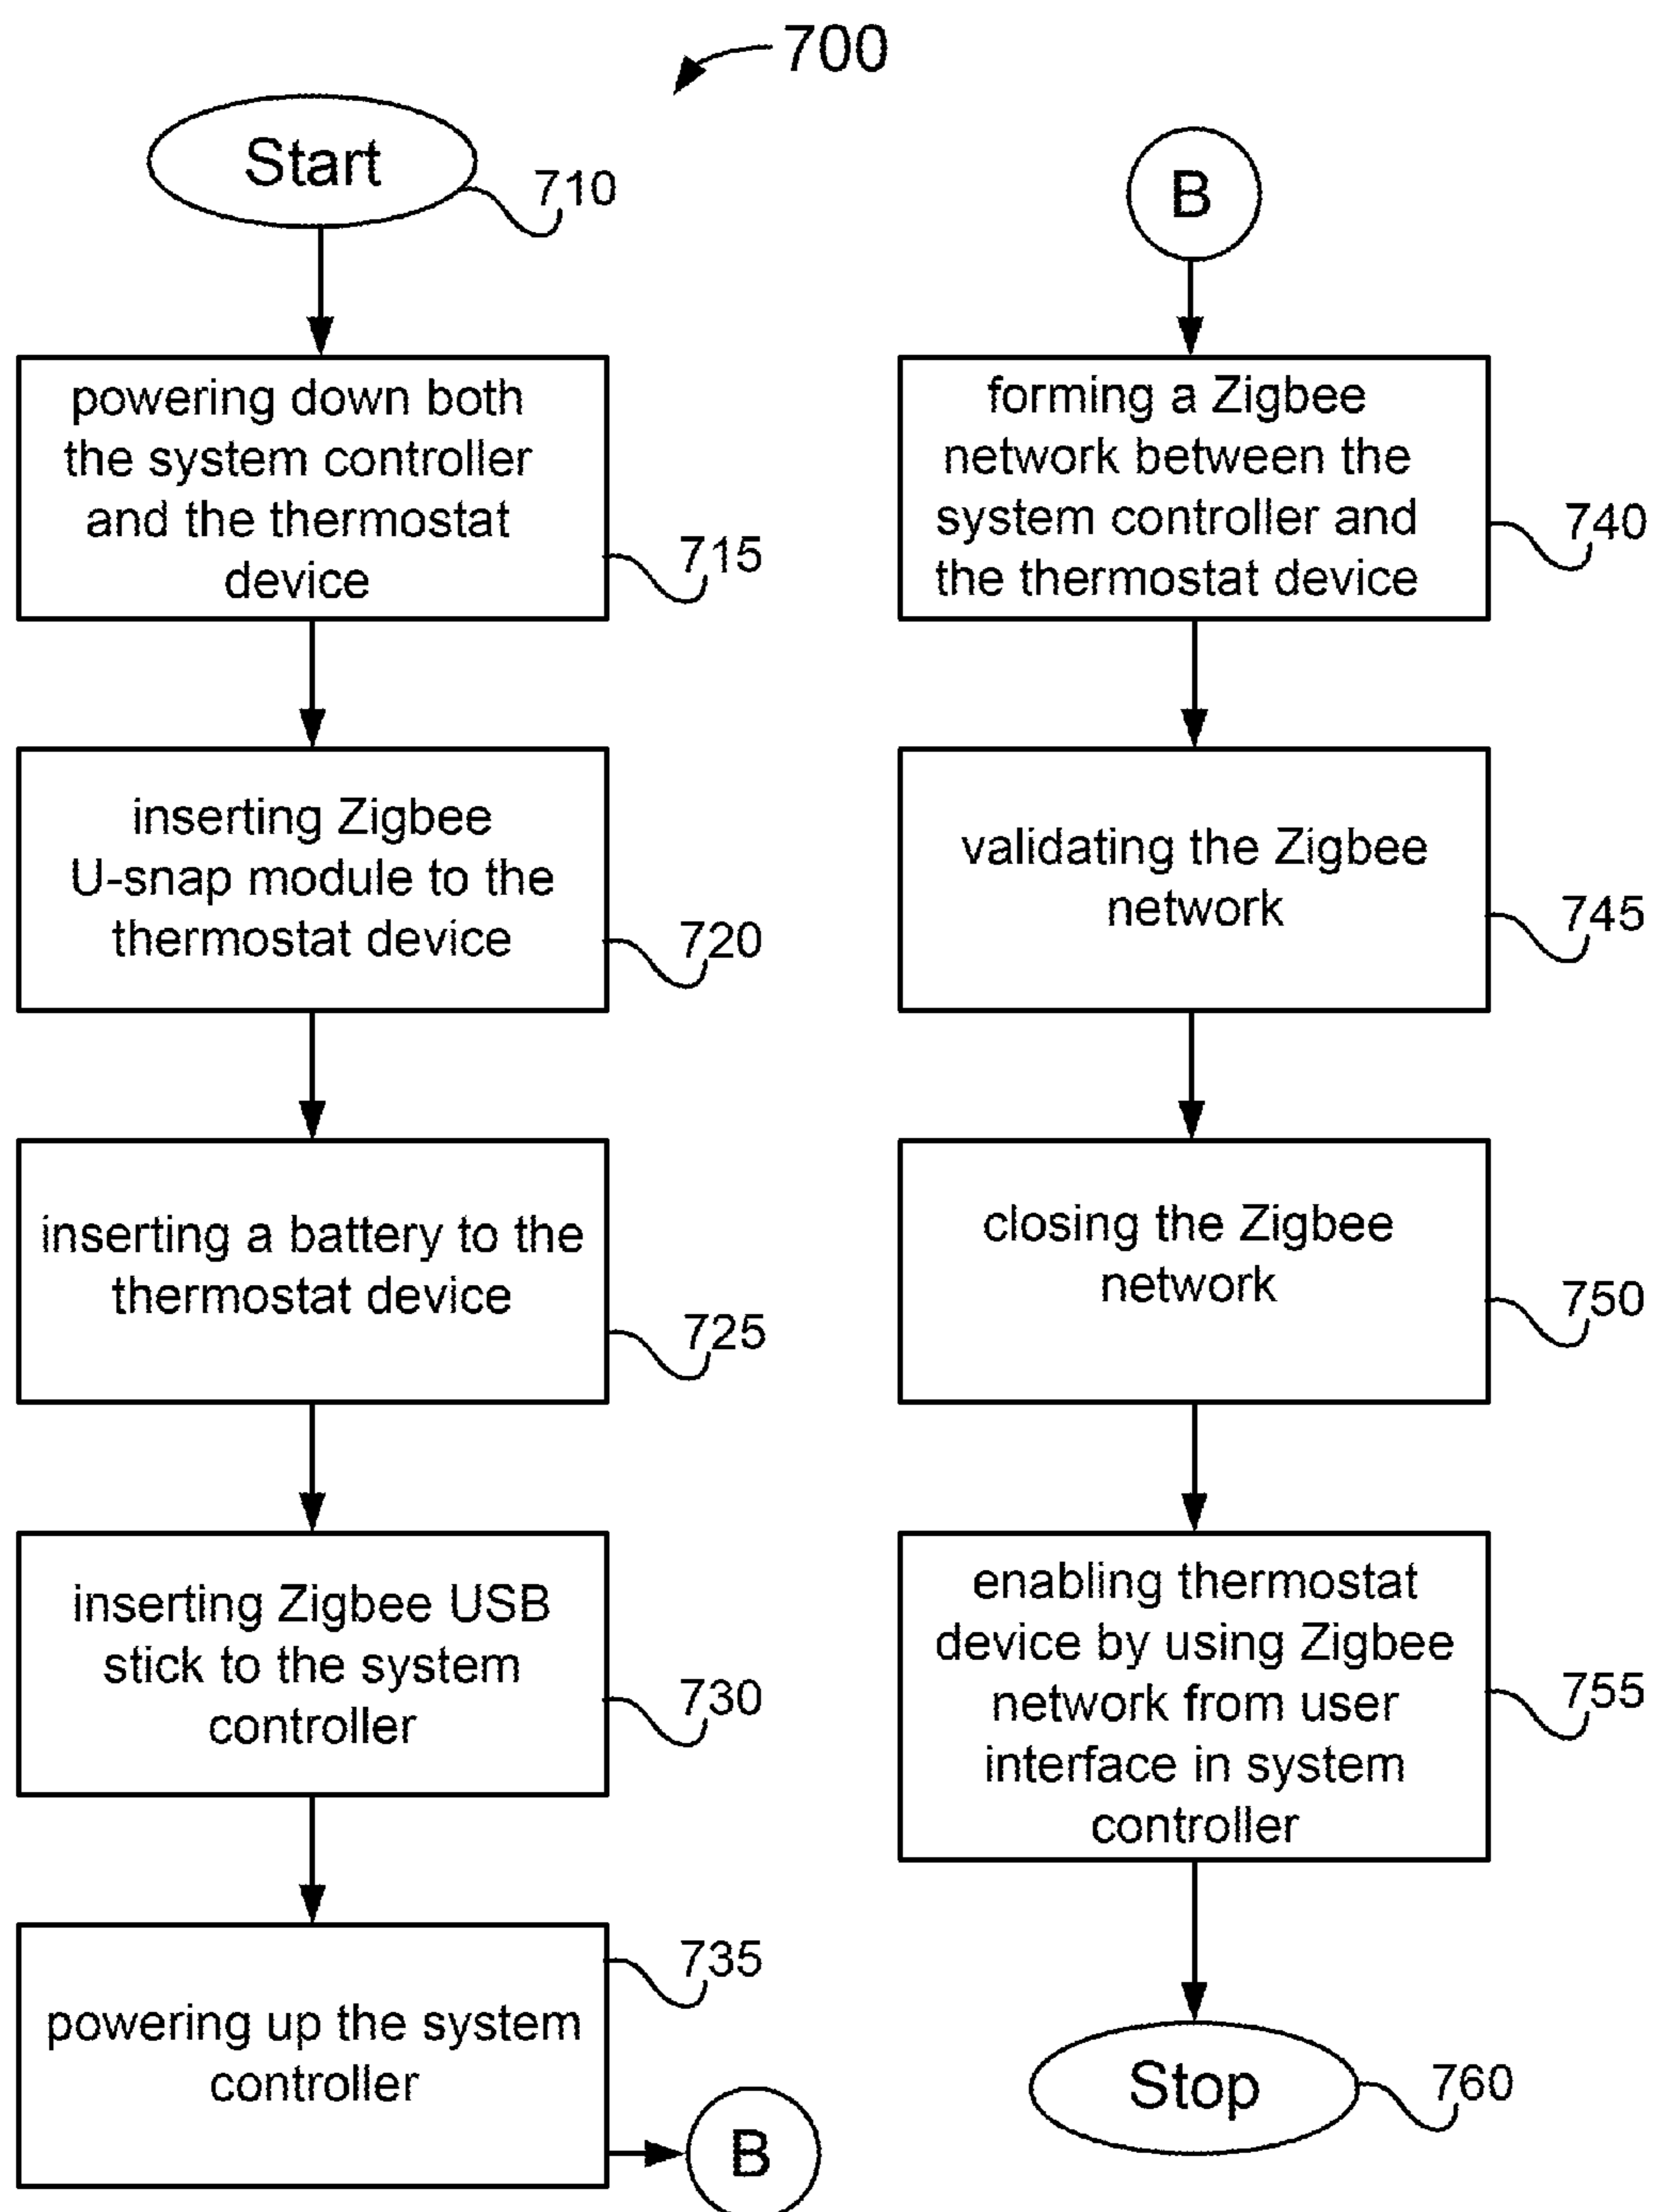 700
Start
710
powering down both
the system controller
and the thermostat
device
715
inserting Zigbee
U-snap module to the
thermostat device
720
inserting a battery to the
thermostat device
725
inserting Zigbee USB
stick to the system
controller
730
powering up the system
controller
735
B
B
forming a Zigbee
network between the
system controller and
the thermostat device
740
validating the Zigbee
network
745
closing the Zigbee
network
750
enabling thermostat
device by using Zigbee
network from user
interface in system
controller
755
Stop
760